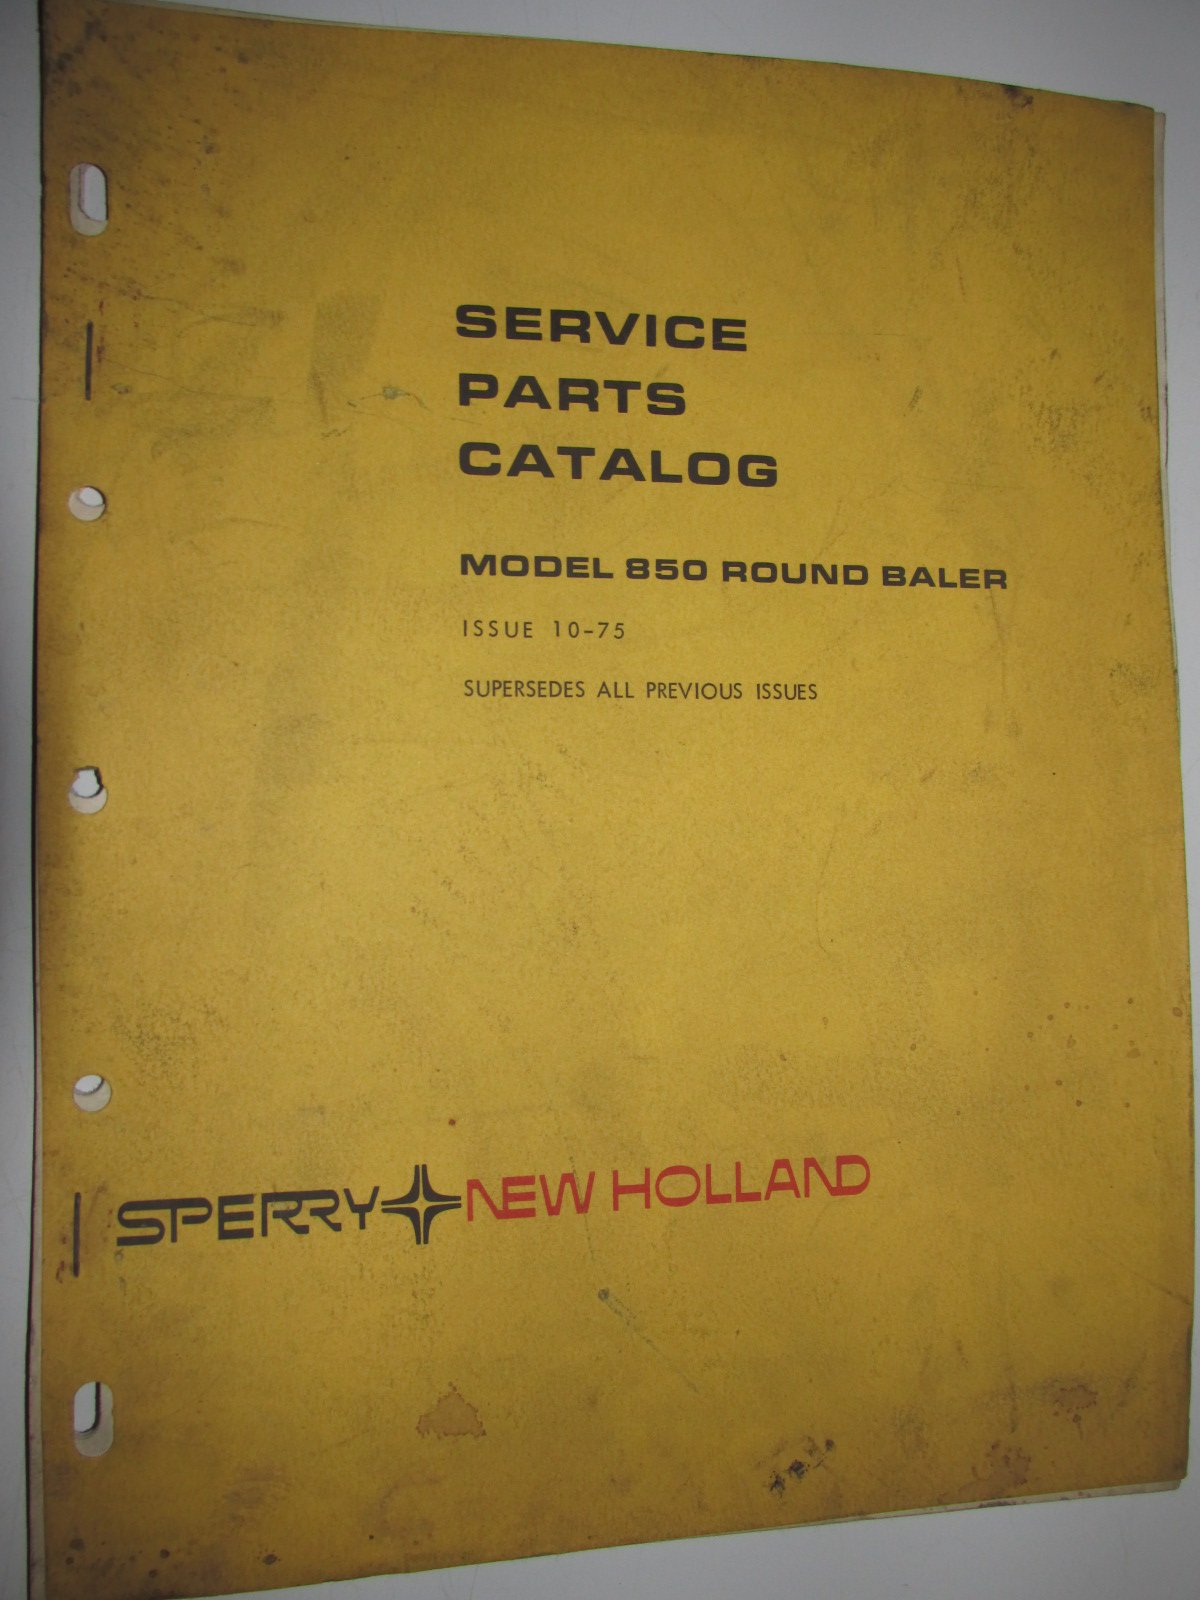 SERVICE
PARTS
CATALOG
MODEL 850 ROUND BALER
ISSUE 10-75
SUPERSEDES ALL PREVIOUS ISSUES
SPERRY NEW HOLLAND